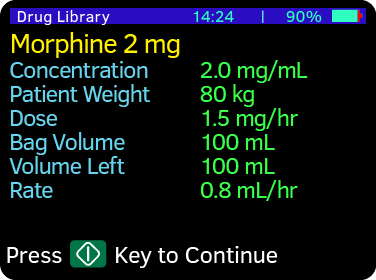 Drug Library 14:24 | 90%
Morphine 2 mg
Concentration 2.0 mg/mL
Patient Weight 80 kg
Dose 1.5 mg/hr
Bag Volume 100 mL
Volume Left 100 mL
Rate 0.8 mL/hr
Press Key to Continue